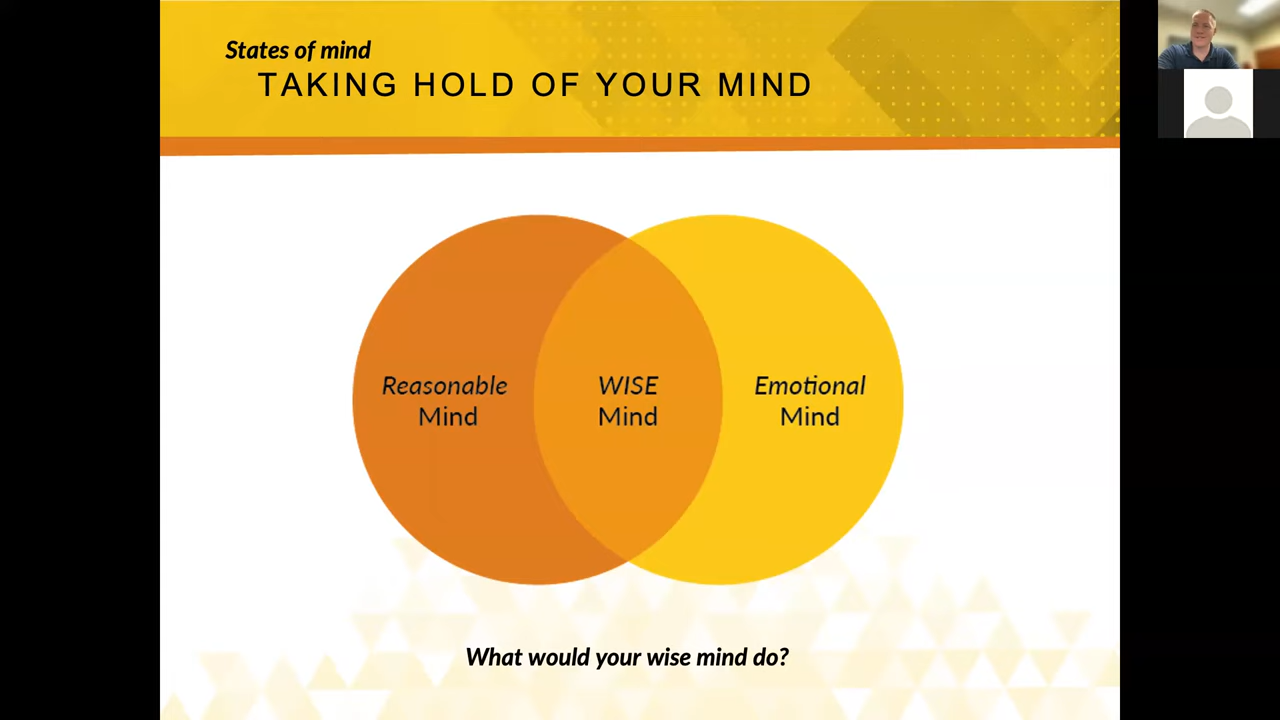 States of mind
TAKING HOLD OF YOUR MIND
Reasonable
Mind
WISE
Mind
Emotional
Mind
What would your wise mind do?